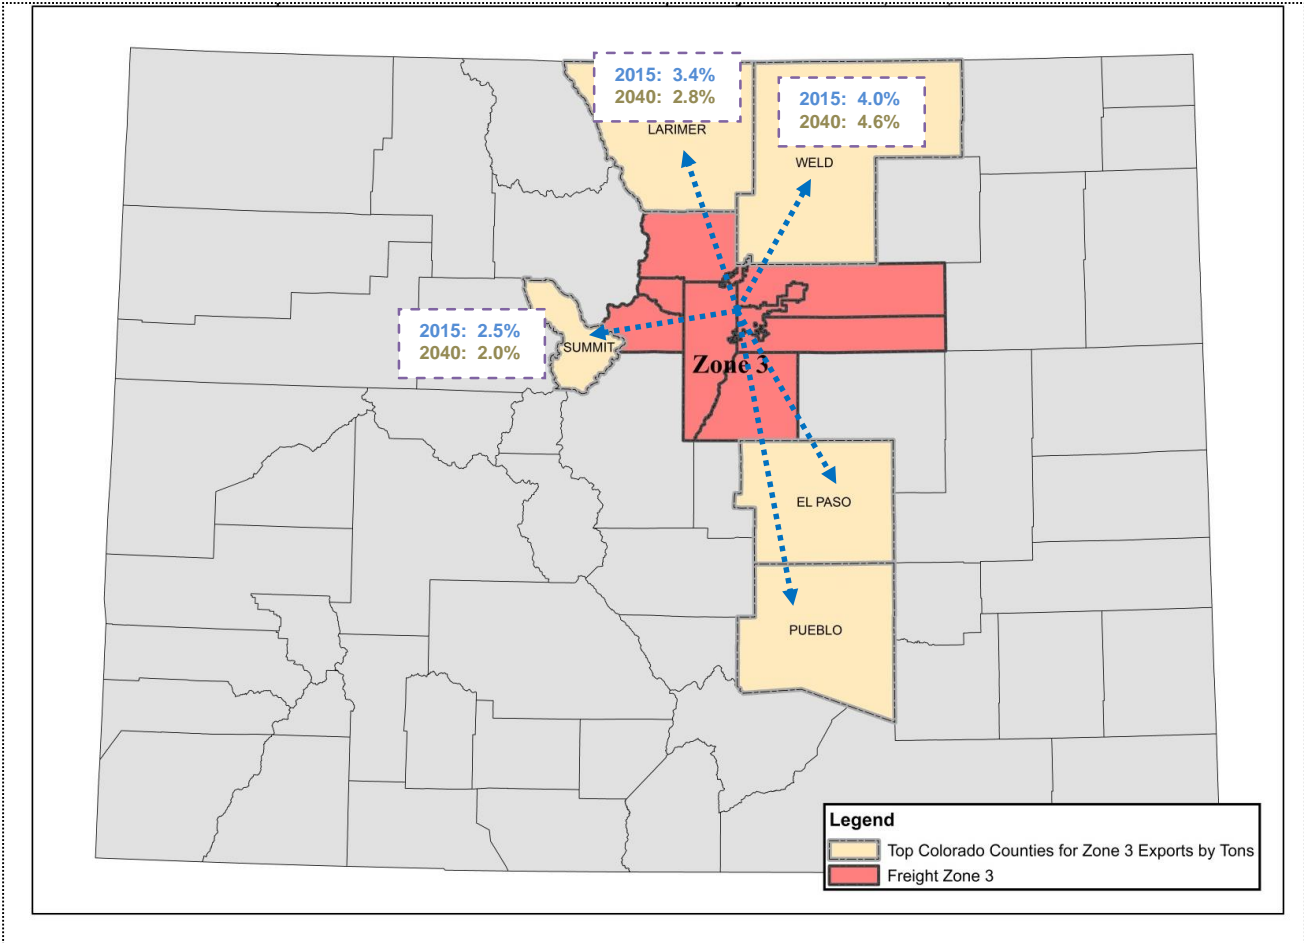 2015: 3.4%
2040: 2.8%
2015: 4.0%
2040: 4.6%
LARIMER
WELD
2015: 2.5%
2040: 2.0%
SUMMIT
Zone 3
EL PASO
PUEBLO
Legend
Top Colorado Counties for Zone 3 Exports by Tons
Freight Zone 3